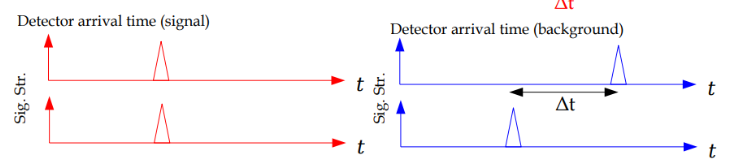 Δt
Detector arrival time (signal)
Detector arrival time (background)
Sig. Str.
t
t
Sig. Str.
t
Δt
t